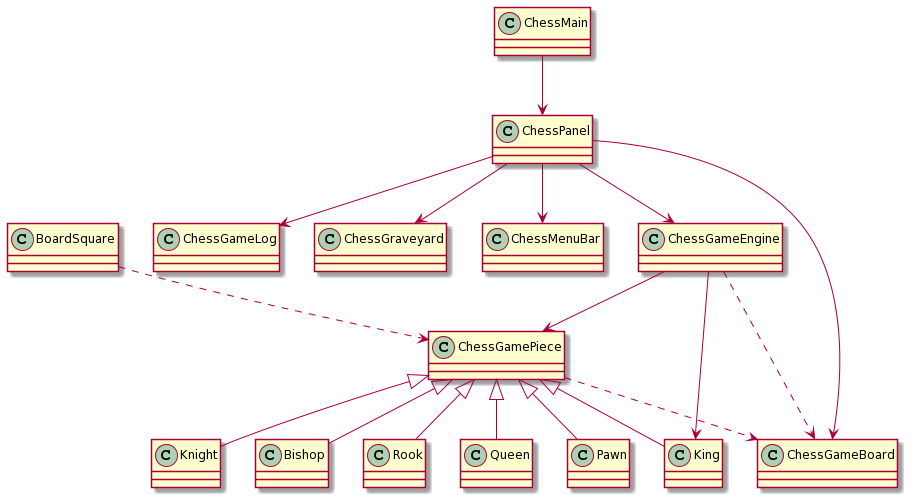 C ChessMain
C ChessPanel
C BoardSquare
C ChessGameLog
C ChessGraveyard
C ChessMenuBar
C ChessGameEngine
C ChessGamePiece
C Knight
C Bishop
C Rook
C Queen
C Pawn
C King
C ChessGameBoard